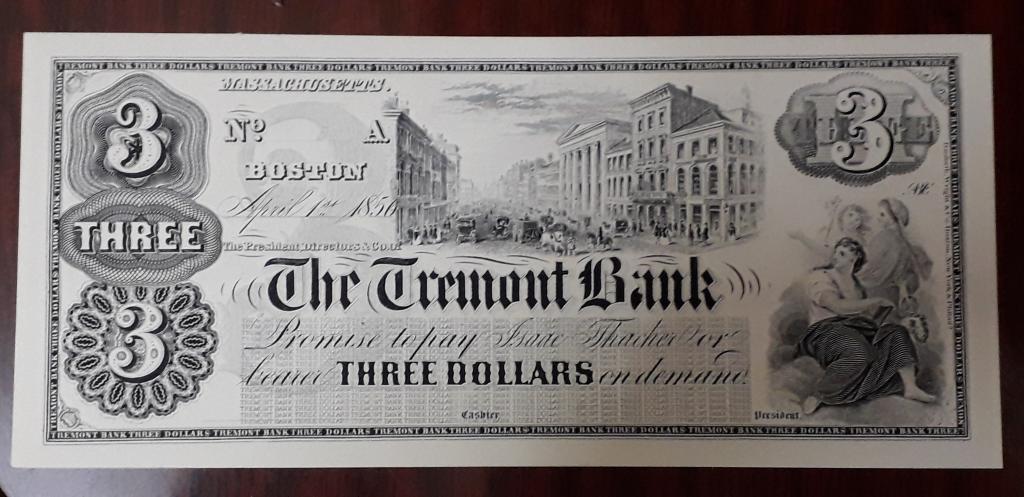 TREMONT BANK THREE DOLLARS TREMONT BANK THREE DOLLARS TREMONT BANK THREE DOLLARS TREMONT BANK THREE DOLLARS
MASSACHUSETTS.
3
3
THREE
Nº A
BOSTON
April 1st 1856
THREE
The President, Directors & Co. of
The Tremont Bank
3
Promise to pay Isaac Thacher or
bearer THREE DOLLARS on demand.
Cashier
President.
TREMONT BANK THREE DOLLARS TREMONT BANK THREE DOLLARS TREMONT BANK THREE DOLLARS TREMONT BANK THREE DOLLARS